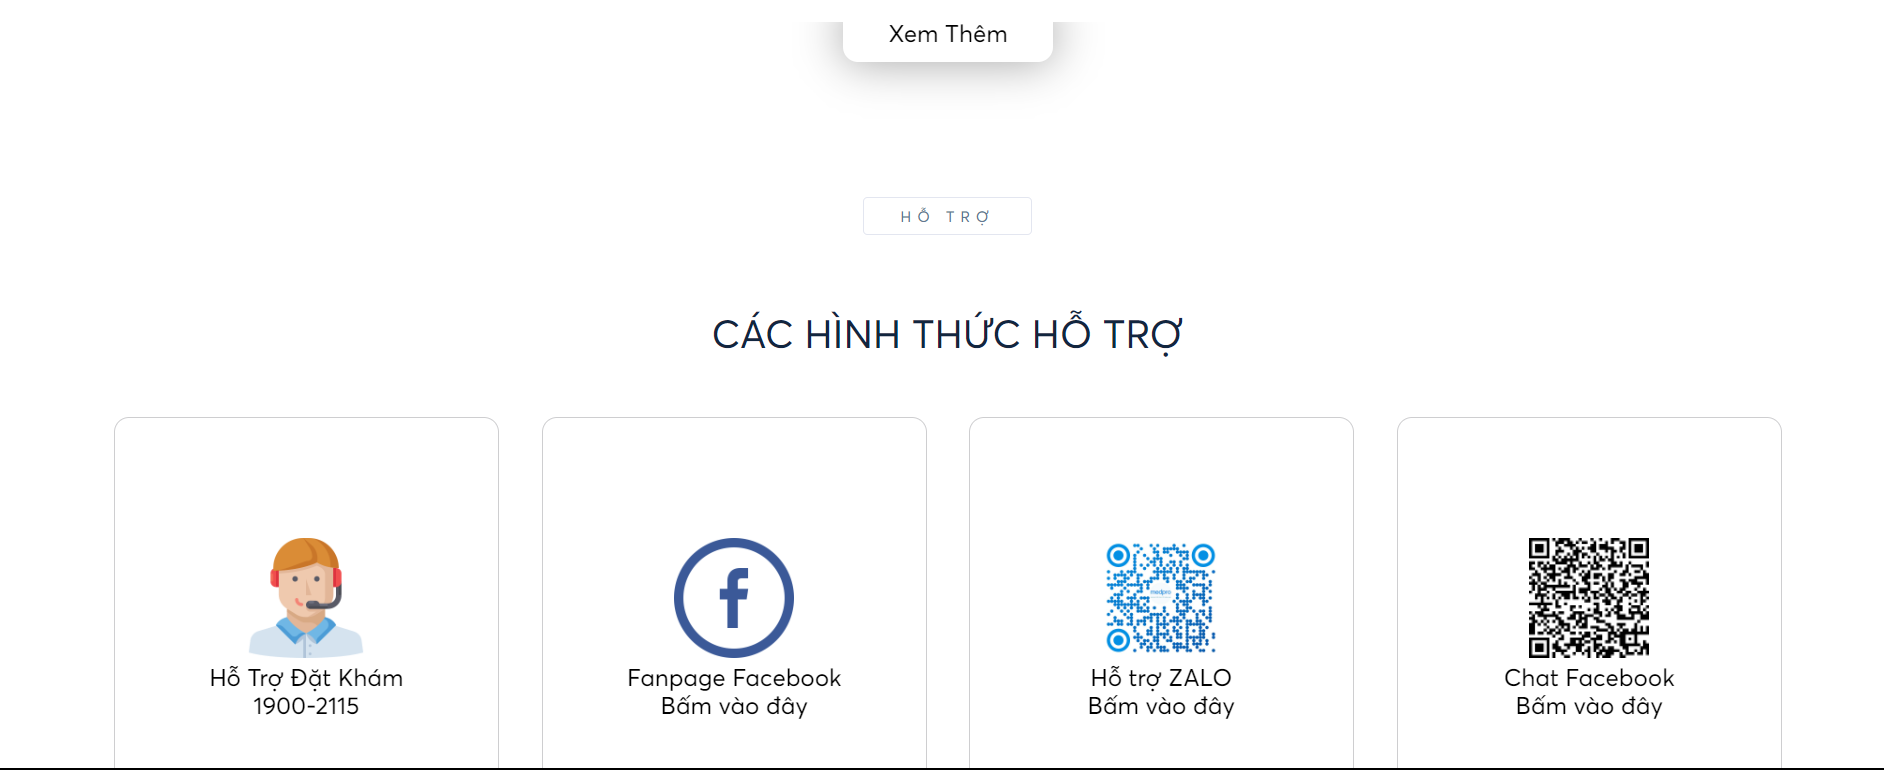 Xem Thêm
HỖ TRỢ
CÁC HÌNH THỨC HỖ TRỢ
Hỗ Trợ Đặt Khám
1900-2115
Fanpage Facebook
Bấm vào đây
medpro
Hỗ trợ ZALO
Bấm vào đây
Chat Facebook
Bấm vào đây